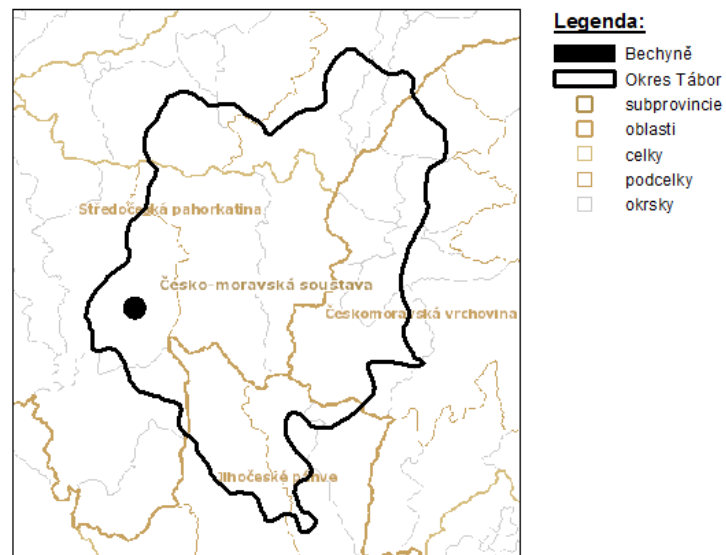 Legenda:
Bechyně
Okres Tábor
subprovincie
oblasti
celky
podcelky
okrsky
Středočeská pahorkatina
Česko-moravská soustava
Českomoravská vrchovina
Jihočeské pánve